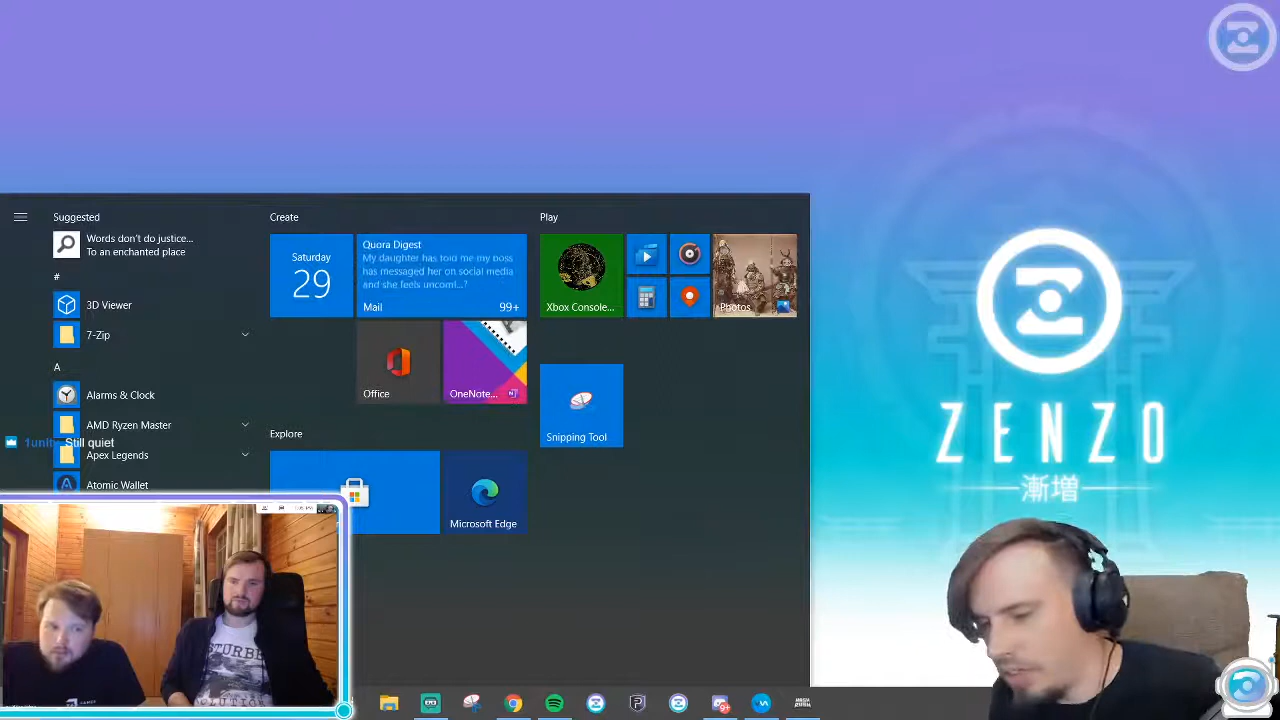 Suggested
Words don't do justice...
To an enchanted place
#
3D Viewer
7-Zip
A
Alarms & Clock
AMD Ryzen Master
1unity Still quiet
Apex Legends
Atomic Wallet
Create
Saturday
29
Quora Digest
My daughter has told me my boss
has messaged her on social media
and she feels uncoml...?
Mail 99+
Office
OneNote...
Explore
Microsoft Edge
Play
Xbox Console...
Photos
Snipping Tool
ZENZO
漸増